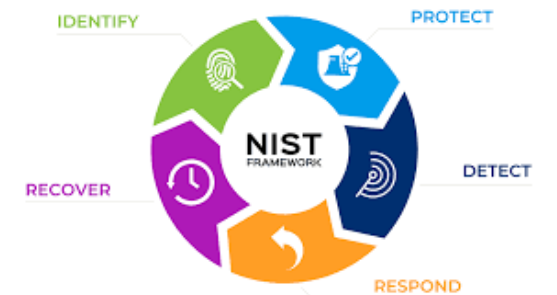 IDENTIFY
PROTECT
NIST
FRAMEWORK
DETECT
RECOVER
RESPOND